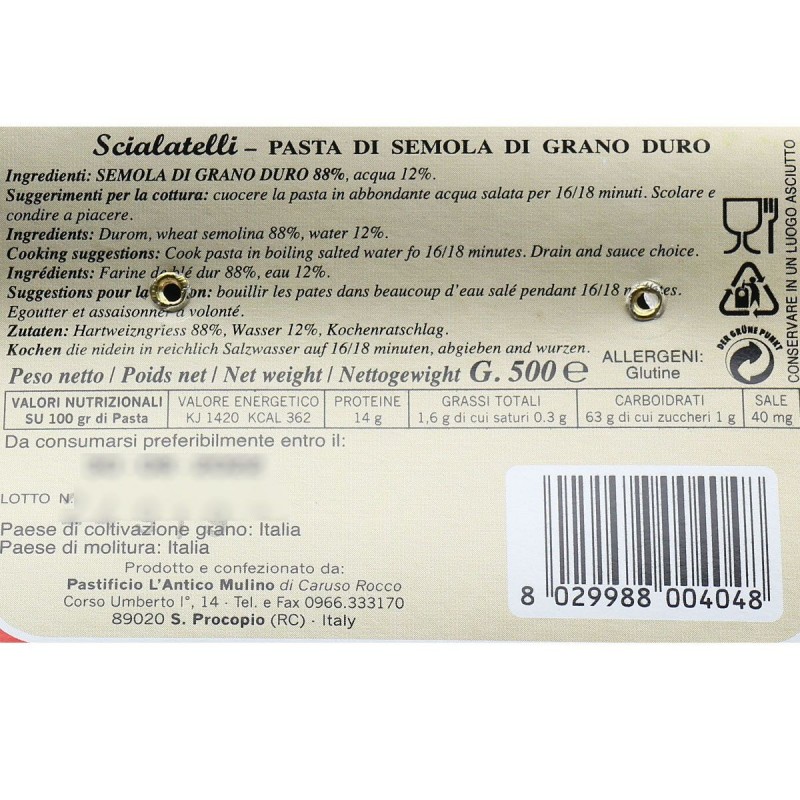 Scialatelli – PASTA DI SEMOLA DI GRANO DURO
Ingredienti: SEMOLA DI GRANO DURO 88%, acqua 12%.
Suggerimenti per la cottura: cuocere la pasta in abbondante acqua salata per 16/18 minuti. Scolare e
condire a piacere.
Ingredients: Durom, wheat semolina 88%, water 12%.
Cooking suggestions: Cook pasta in boiling salted water fo 16/18 minutes. Drain and sauce choice.
Ingrédients: Farine de blé dur 88%, eau 12%.
Suggestions pour la : bouillir les pates dans beaucoup d'eau salé pendant 16/18 minutes.
Egoutter et assaisonner a volonté.
Zutaten: Hartweizngriess 88%, Wasser 12%, Kochenratschlag.
Kochen die nidein in reichlich Salzwasser auf 16/18 minuten, abgieben and wurzen.
ALLERGENI:
Glutine
DER GRÜNE PUNKT
CONSERVARE IN UN LUOGO ASCIUTTO
Peso netto / Poids net / Net weight / Nettogewight G. 500 e
VALORI NUTRIZIONALI VALORE ENERGETICO PROTEINE GRASSI TOTALI CARBOIDRATI SALE
SU 100 gr di Pasta KJ 1420 KCAL 362 14 g 1,6 g di cui saturi 0.3 g 63 g di cui zuccheri 1 g 40 mg
Da consumarsi preferibilmente entro il:
LOTTO N.
Paese di coltivazione grano: Italia
Paese di molitura: Italia
Prodotto e confezionato da:
Pastificio L'Antico Mulino di Caruso Rocco
Corso Umberto I°, 14 - Tel. e Fax 0966.333170
89020 S. Procopio (RC) · Italy
8 029988 004048